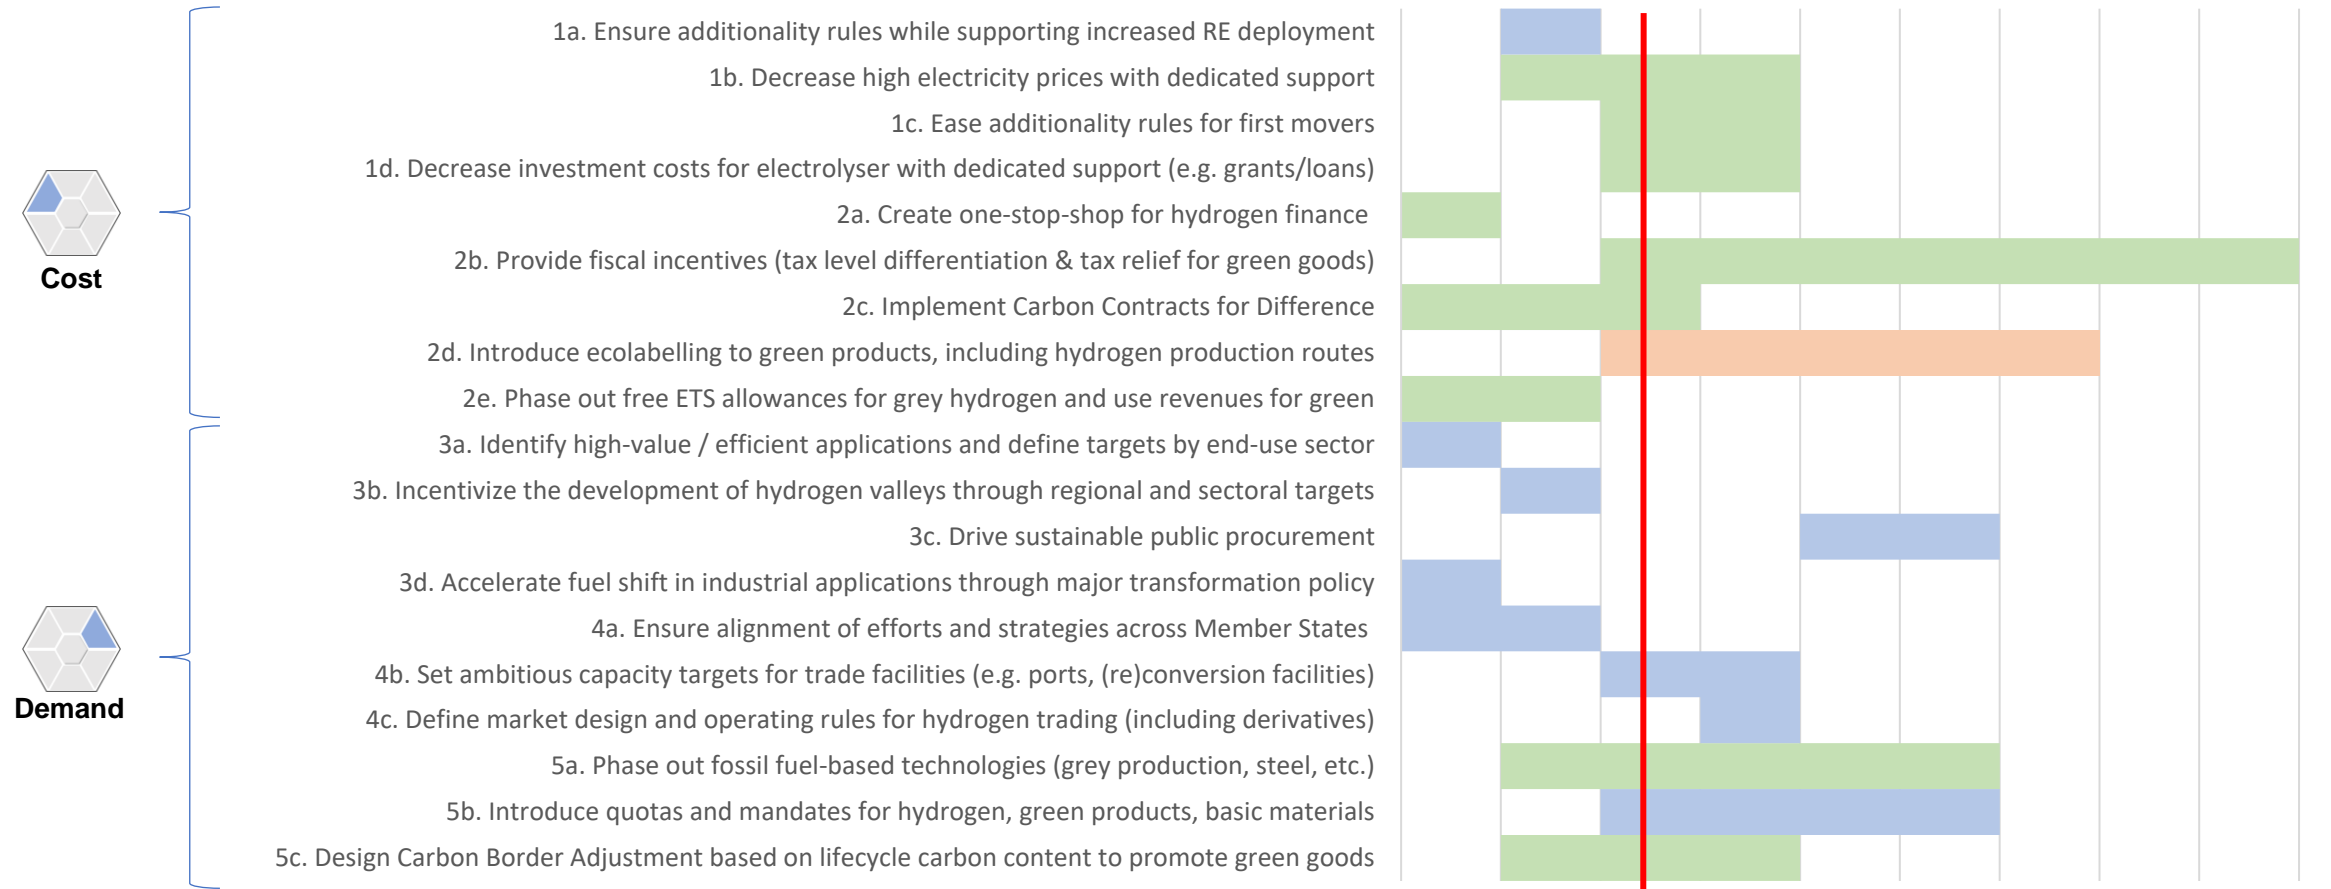 1a. Ensure additionality rules while supporting increased RE deployment
1b. Decrease high electricity prices with dedicated support
1c. Ease additionality rules for first movers
1d. Decrease investment costs for electrolyser with dedicated support (e.g. grants/loans)
2a. Create one-stop-shop for hydrogen finance
2b. Provide fiscal incentives (tax level differentiation & tax relief for green goods)
Cost
2c. Implement Carbon Contracts for Difference
2d. Introduce ecolabelling to green products, including hydrogen production routes
2e. Phase out free ETS allowances for grey hydrogen and use revenues for green
3a. Identify high-value / efficient applications and define targets by end-use sector
3b. Incentivize the development of hydrogen valleys through regional and sectoral targets
3c. Drive sustainable public procurement
3d. Accelerate fuel shift in industrial applications through major transformation policy
4a. Ensure alignment of efforts and strategies across Member States
4b. Set ambitious capacity targets for trade facilities (e.g. ports, (re)conversion facilities)
Demand
4c. Define market design and operating rules for hydrogen trading (including derivatives)
5a. Phase out fossil fuel-based technologies (grey production, steel, etc.)
5b. Introduce quotas and mandates for hydrogen, green products, basic materials
5c. Design Carbon Border Adjustment based on lifecycle carbon content to promote green goods